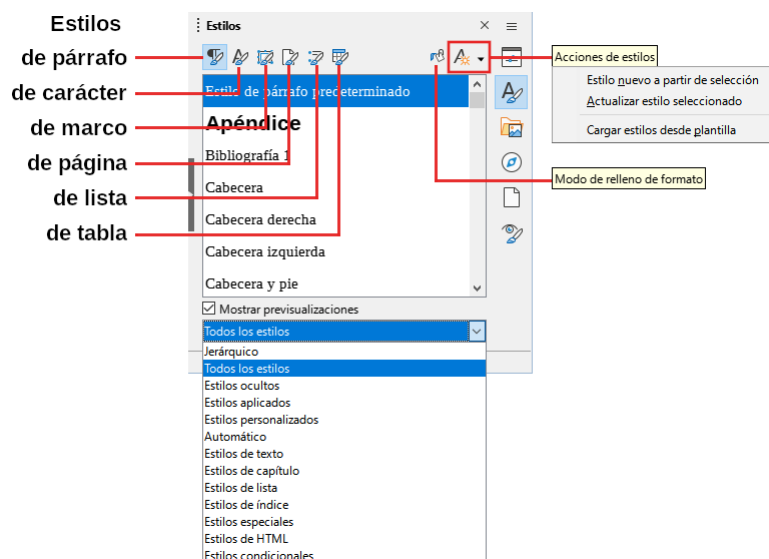 Estilos
de párrafo
de carácter
de marco
de página
de lista
de tabla
Estilos
Estilo de párrafo predeterminado
Apéndice
Bibliografía 1
Cabecera
Cabecera derecha
Cabecera izquierda
Cabecera y pie
Mostrar previsualizaciones
Todos los estilos
Jerárquico
Todos los estilos
Estilos ocultos
Estilos aplicados
Estilos personalizados
Automático
Estilos de texto
Estilos de capítulo
Estilos de lista
Estilos de índice
Estilos especiales
Estilos de HTML
Estilos condicionales
Acciones de estilos
Estilo nuevo a partir de selección
Actualizar estilo seleccionado
Cargar estilos desde plantilla
Modo de relleno de formato